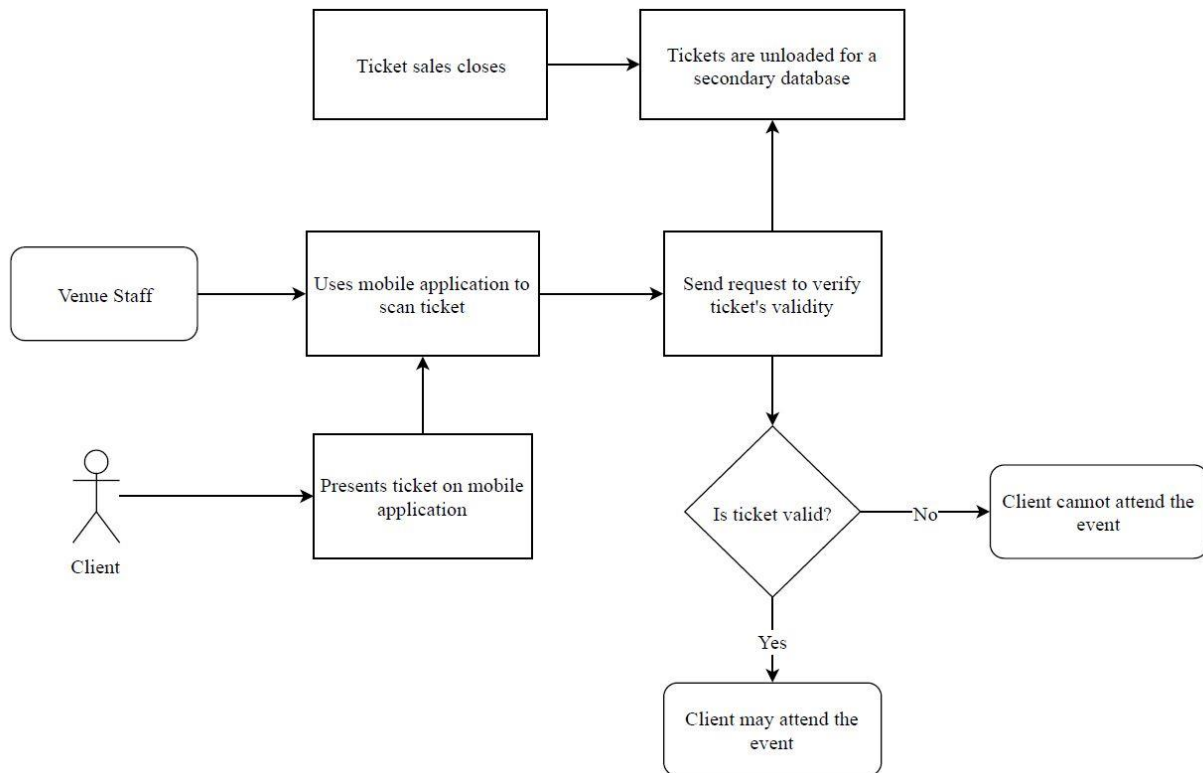 Ticket sales closes
Tickets are unloaded for a
secondary database
Venue Staff
Uses mobile application to
scan ticket
Send request to verify
ticket's validity
Client
Presents ticket on mobile
application
Is ticket valid?
No
Client cannot attend the
event
Yes
Client may attend the
event